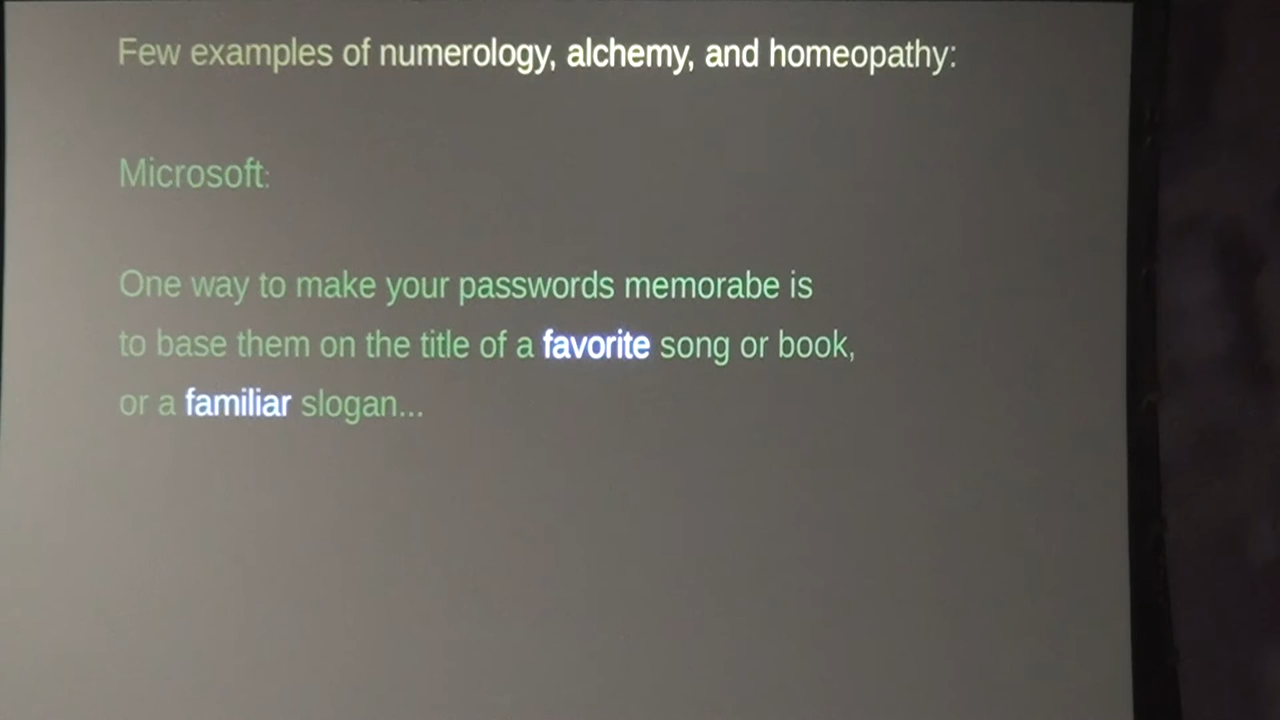 Few examples of numerology, alchemy, and homeopathy:
Microsoft:
One way to make your passwords memorabe is
to base them on the title of a favorite song or book,
or a familiar slogan...